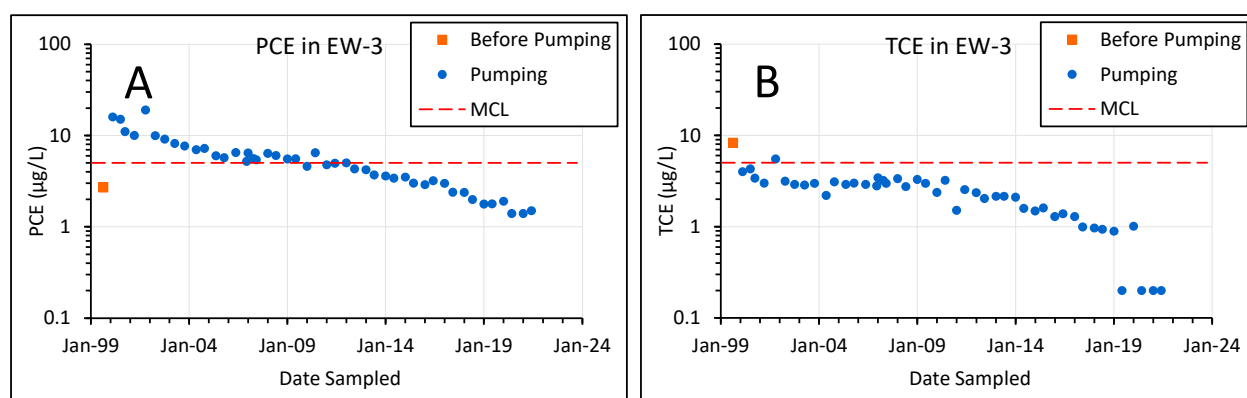 PCE in EW-3
A
Before Pumping
Pumping
MCL
100
10
1
0.1
PCE (µg/L)
Jan-99 Jan-04 Jan-09 Jan-14 Jan-19 Jan-24
Date Sampled
TCE in EW-3
B
Before Pumping
Pumping
MCL
100
10
1
0.1
TCE (µg/L)
Jan-99 Jan-04 Jan-09 Jan-14 Jan-19 Jan-24
Date Sampled